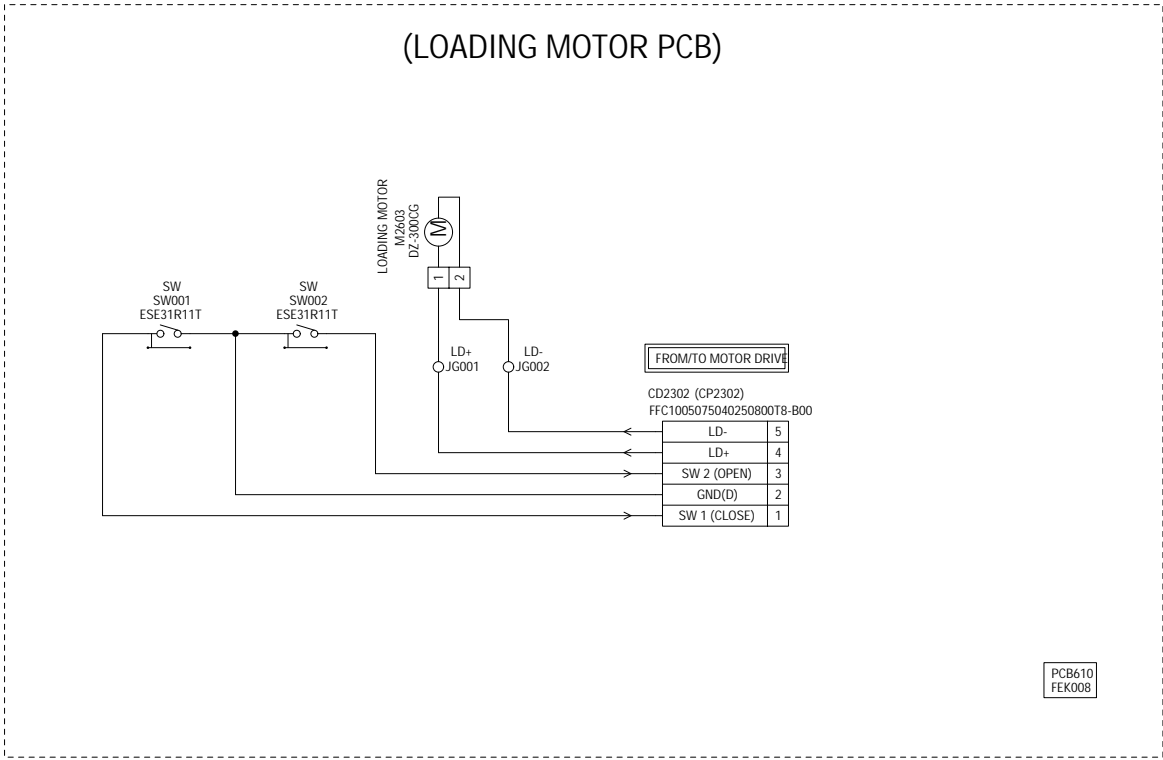 (LOADING MOTOR PCB)
LOADING MOTOR
M2603
DZ-300CG
M
1
2
SW
SW001
ESE31R11T
SW
SW002
ESE31R11T
LD+
JG001
LD-
JG002
FROM/TO MOTOR DRIVE
CD2302 (CP2302)
FFC1005075040250800T8-B00
LD- 5
LD+ 4
SW 2 (OPEN) 3
GND(D) 2
SW 1 (CLOSE) 1
PCB610
FEK008